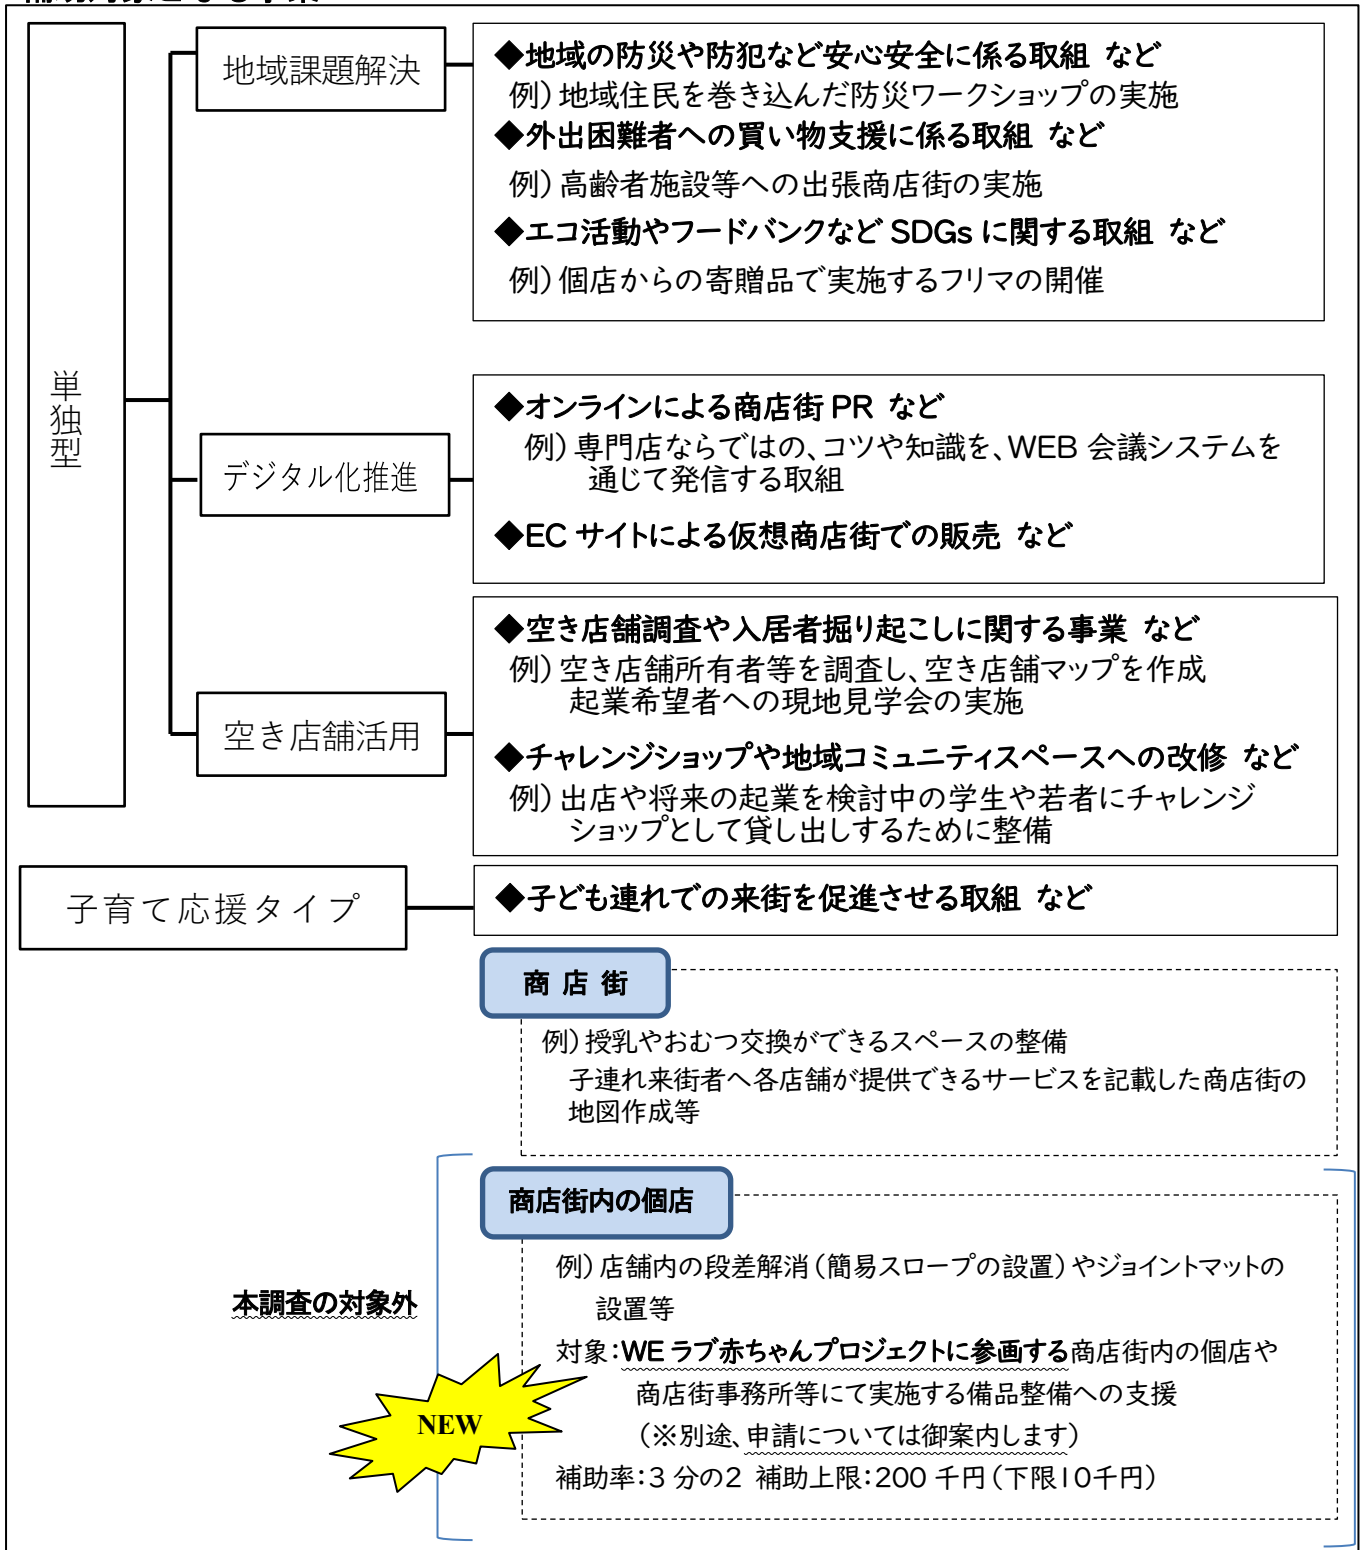 単独型
地域課題解決
◆地域の防災や防犯など安心安全に係る取組 など
例）地域住民を巻き込んだ防災ワークショップの実施
◆外出困難者への買い物支援に係る取組 など
例）高齢者施設等への出張商店街の実施
◆エコ活動やフードバンクなど SDGs に関する取組 など
例）個店からの寄贈品で実施するフリマの開催
デジタル化推進
◆オンラインによる商店街 PR など
例）専門店ならではの、コツや知識を、WEB 会議システムを
通じて発信する取組
◆EC サイトによる仮想商店街での販売 など
空き店舗活用
◆空き店舗調査や入居者掘り起こしに関する事業 など
例）空き店舗所有者等を調査し、空き店舗マップを作成
起業希望者への現地見学会の実施
◆チャレンジショップや地域コミュニティスペースへの改修 など
例）出店や将来の起業を検討中の学生や若者にチャレンジ
ショップとして貸し出しするために整備
子育て応援タイプ
◆子ども連れでの来街を促進させる取組 など
商 店 街
例）授乳やおむつ交換ができるスペースの整備
子連れ来街者へ各店舗が提供できるサービスを記載した商店街の
地図作成等
商店街内の個店
例）店舗内の段差解消（簡易スロープの設置）やジョイントマットの
設置等
本調査の対象外
対象：WE ラブ赤ちゃんプロジェクトに参画する商店街内の個店や
商店街事務所等にて実施する備品整備への支援
NEW
（※別途、申請については御案内します）
補助率：3 分の2 補助上限：200 千円（下限10千円）